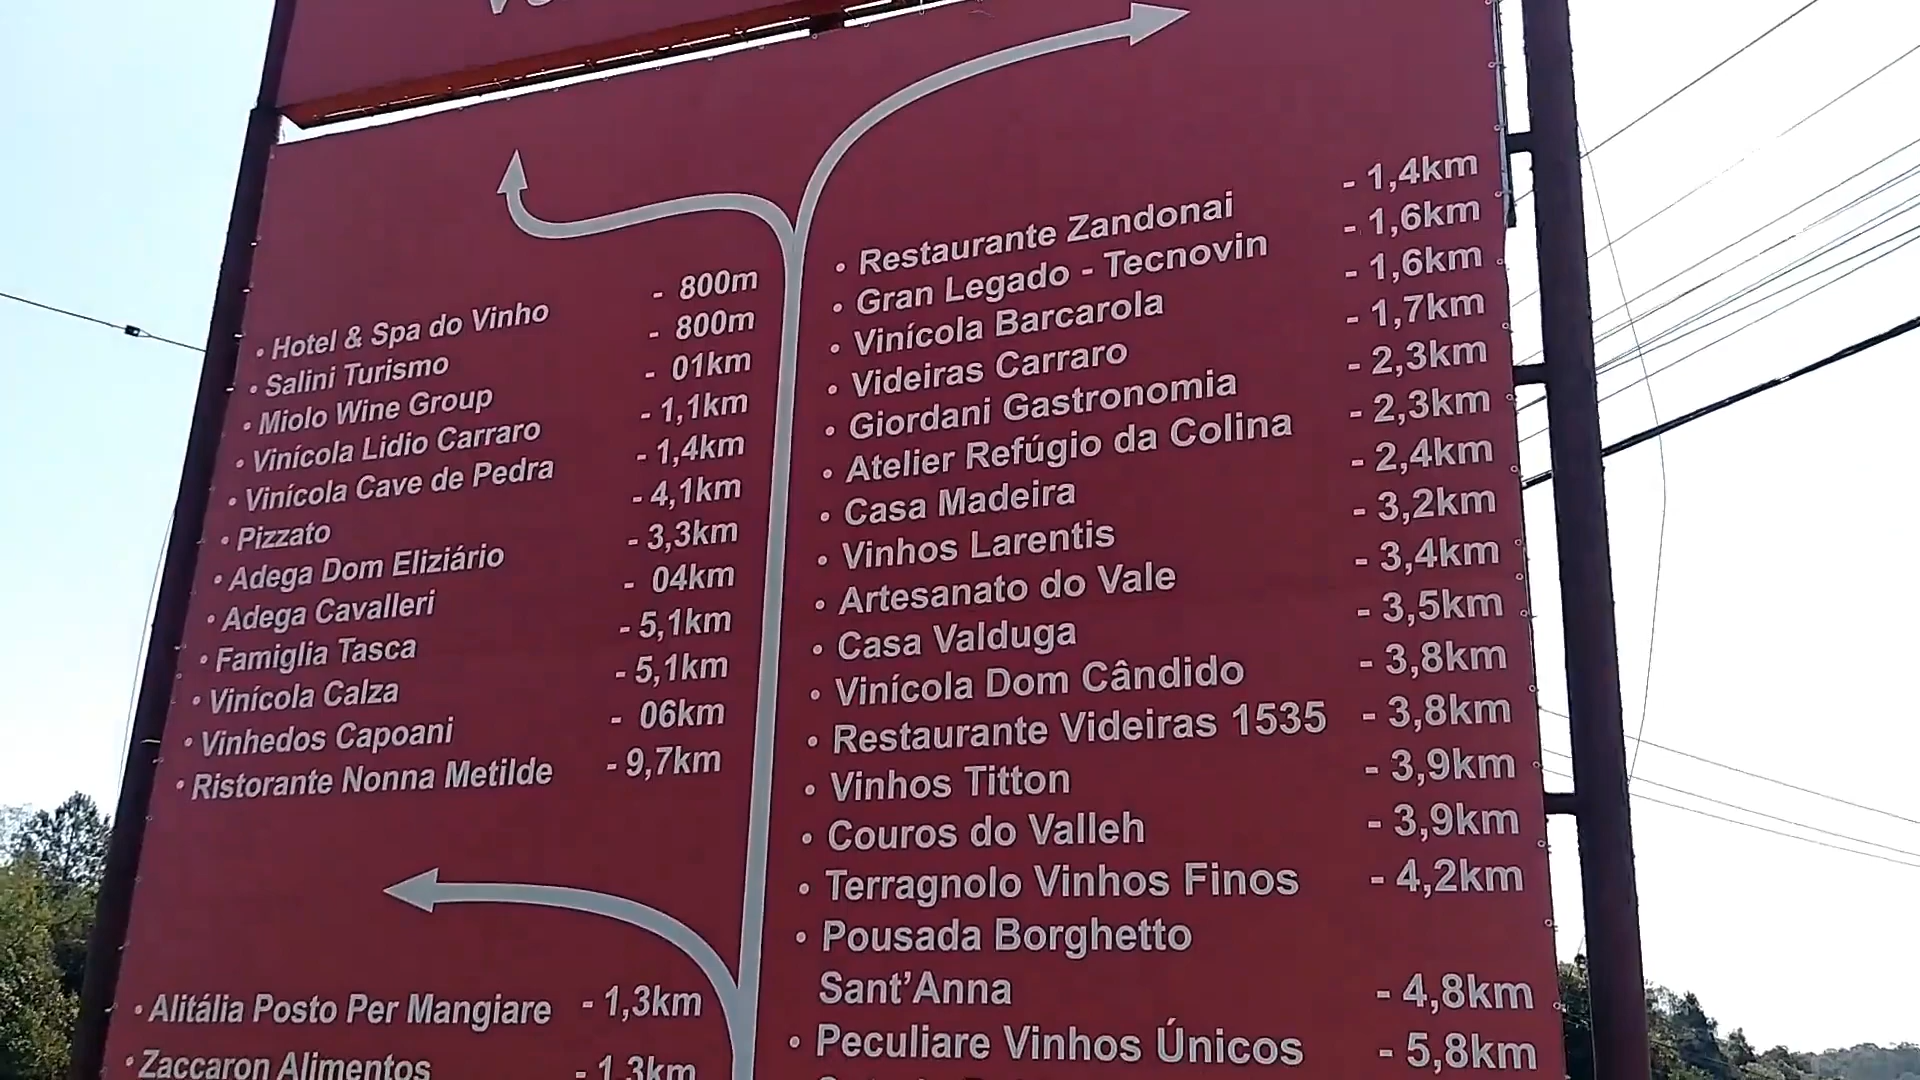 • Hotel & Spa do Vinho - 800m
• Salini Turismo - 800m
• Miolo Wine Group - 01km
• Vinícola Lidio Carraro - 1,1km
• Vinícola Cave de Pedra - 1,4km
• Pizzato - 4,1km
• Adega Dom Eliziário - 3,3km
• Adega Cavalleri - 04km
• Famiglia Tasca - 5,1km
• Vinícola Calza - 5,1km
• Vinhedos Capoani - 06km
• Ristorante Nonna Metilde - 9,7km
• Alitália Posto Per Mangiare - 1,3km
• Zaccaron Alimentos - 1,3km
• Restaurante Zandonai - 1,4km
• Gran Legado - Tecnovin - 1,6km
• Vinícola Barcarola - 1,6km
• Videiras Carraro - 1,7km
• Giordani Gastronomia - 2,3km
• Atelier Refúgio da Colina - 2,3km
• Casa Madeira - 2,4km
• Vinhos Larentis - 3,2km
• Artesanato do Vale - 3,4km
• Casa Valduga - 3,5km
• Vinícola Dom Cândido - 3,8km
• Restaurante Videiras 1535 - 3,8km
• Vinhos Titton - 3,9km
• Couros do Valleh - 3,9km
• Terragnolo Vinhos Finos - 4,2km
• Pousada Borghetto
Sant'Anna - 4,8km
• Peculiare Vinhos Únicos - 5,8km